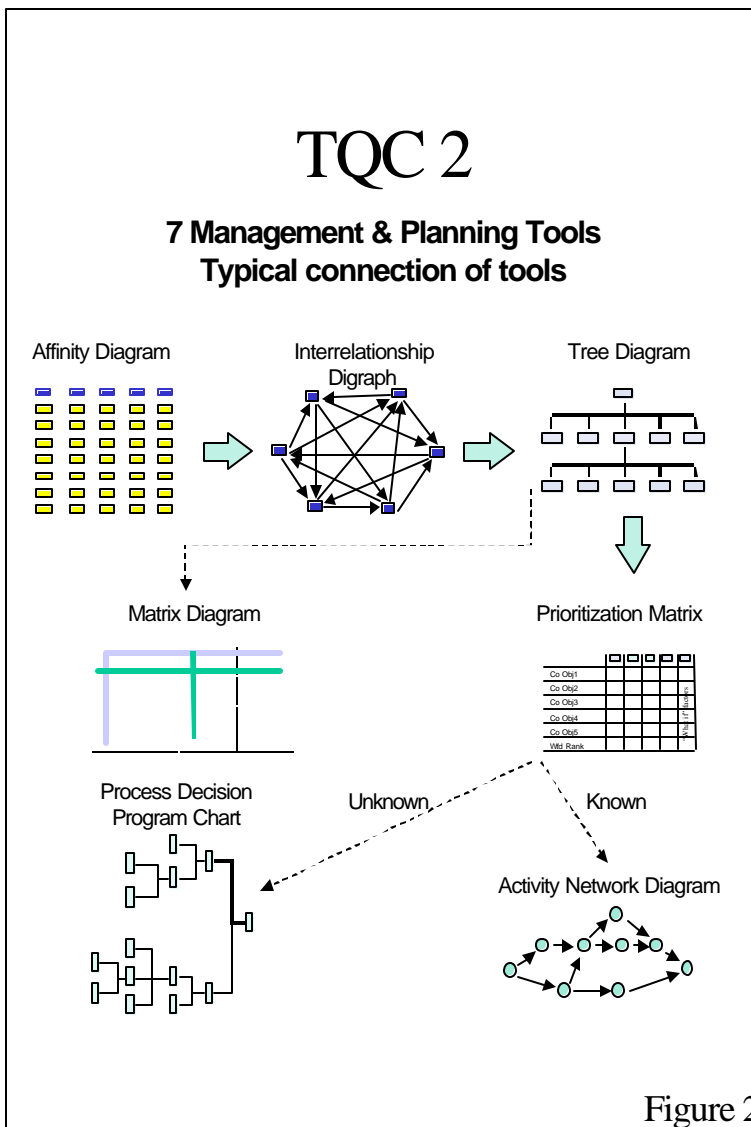 TQC 2
7 Management & Planning Tools
Typical connection of tools
Affinity Diagram
Interrelationship
Digraph
Tree Diagram
Matrix Diagram
Prioritization Matrix
Co Obj1
Co Obj2
Co Obj3
Co Obj4
Co Obj5
Wtd Rank
"What if"
Process Decision
Program Chart
Unknown
Known
Activity Network Diagram
Figure 2